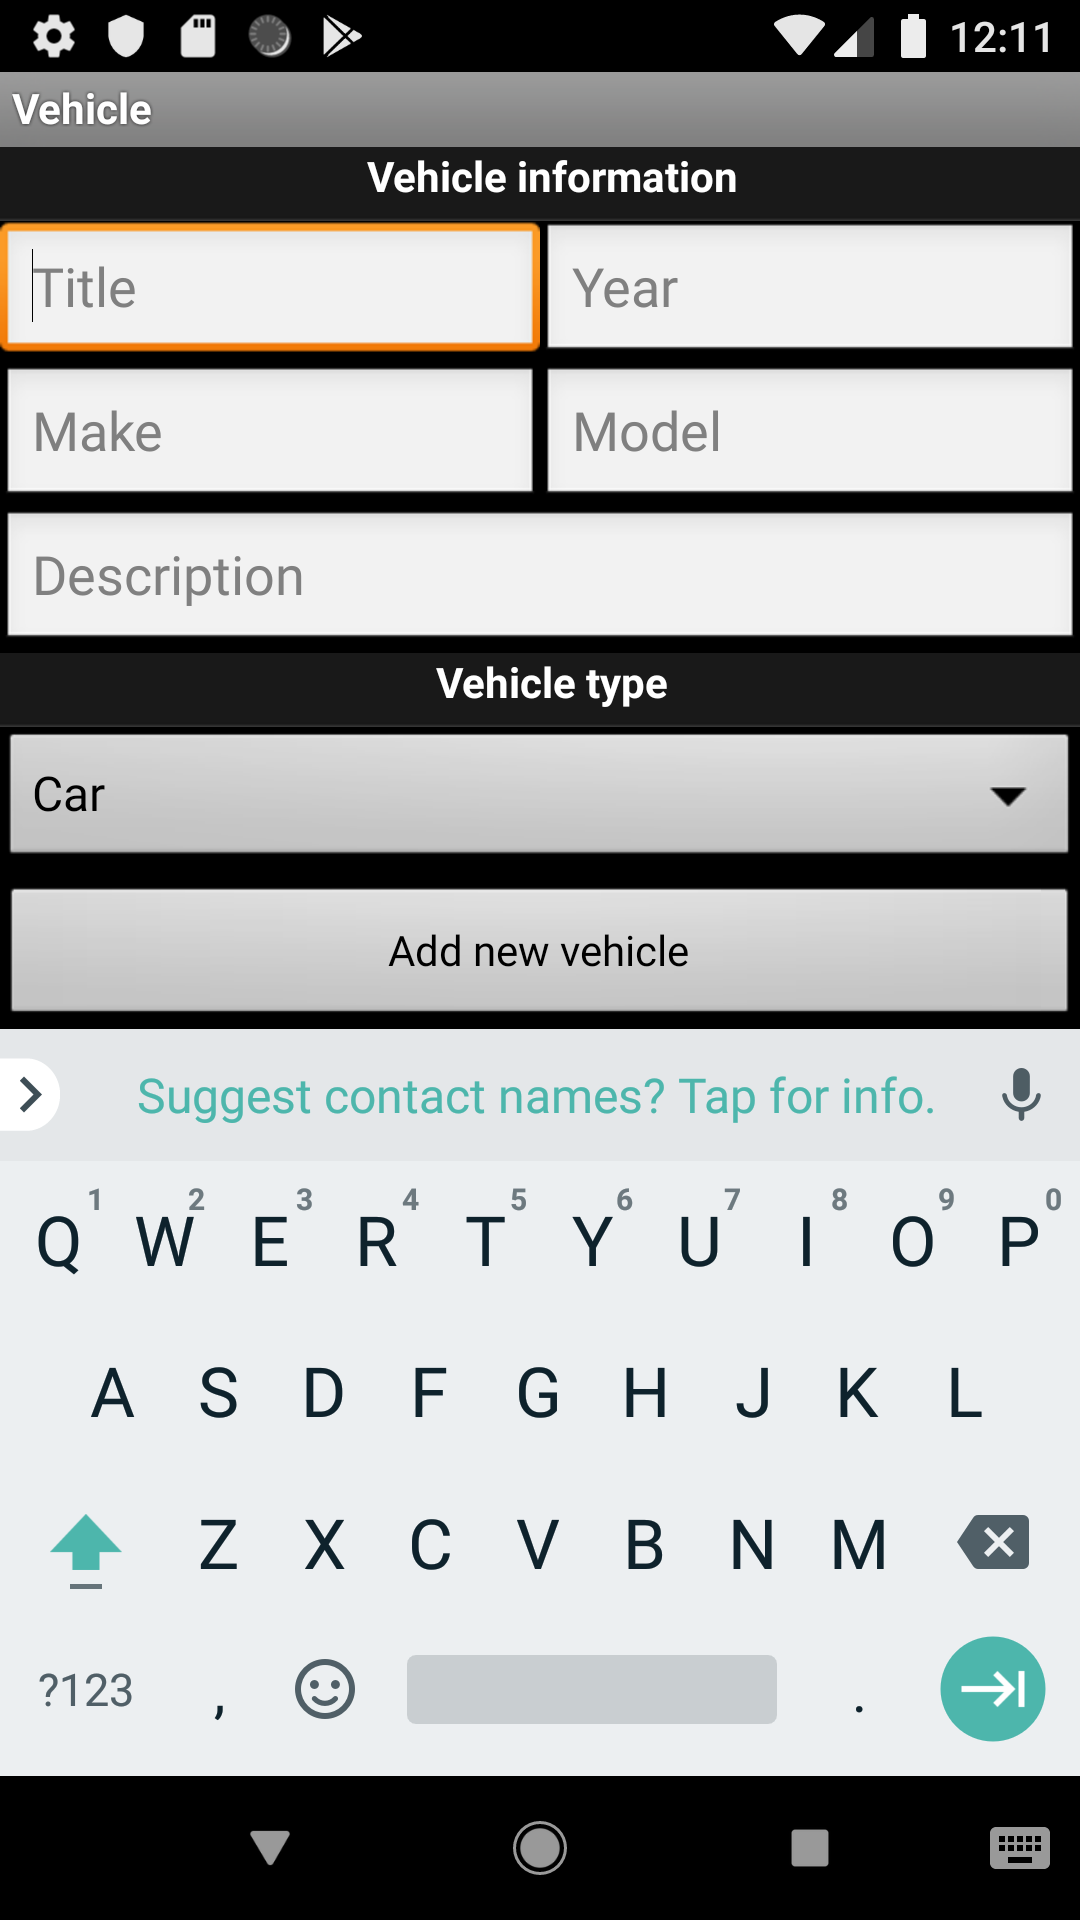 12:11
Vehicle
Vehicle information
Title Year
Make Model
Description
Vehicle type
Car
Add new vehicle
Suggest contact names? Tap for info.
1 2 3 4 5 6 7 8 9 0
Q W E R T Y U I O P
A S D F G H J K L
Z X C V B N M
?123 , .